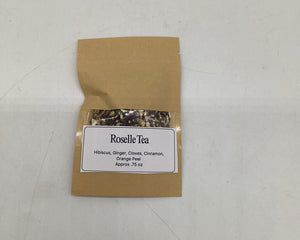 Roselle Tea
Hibiscus, Ginger, Cloves, Cinnamon,
Orange Peel
Approx .75 oz